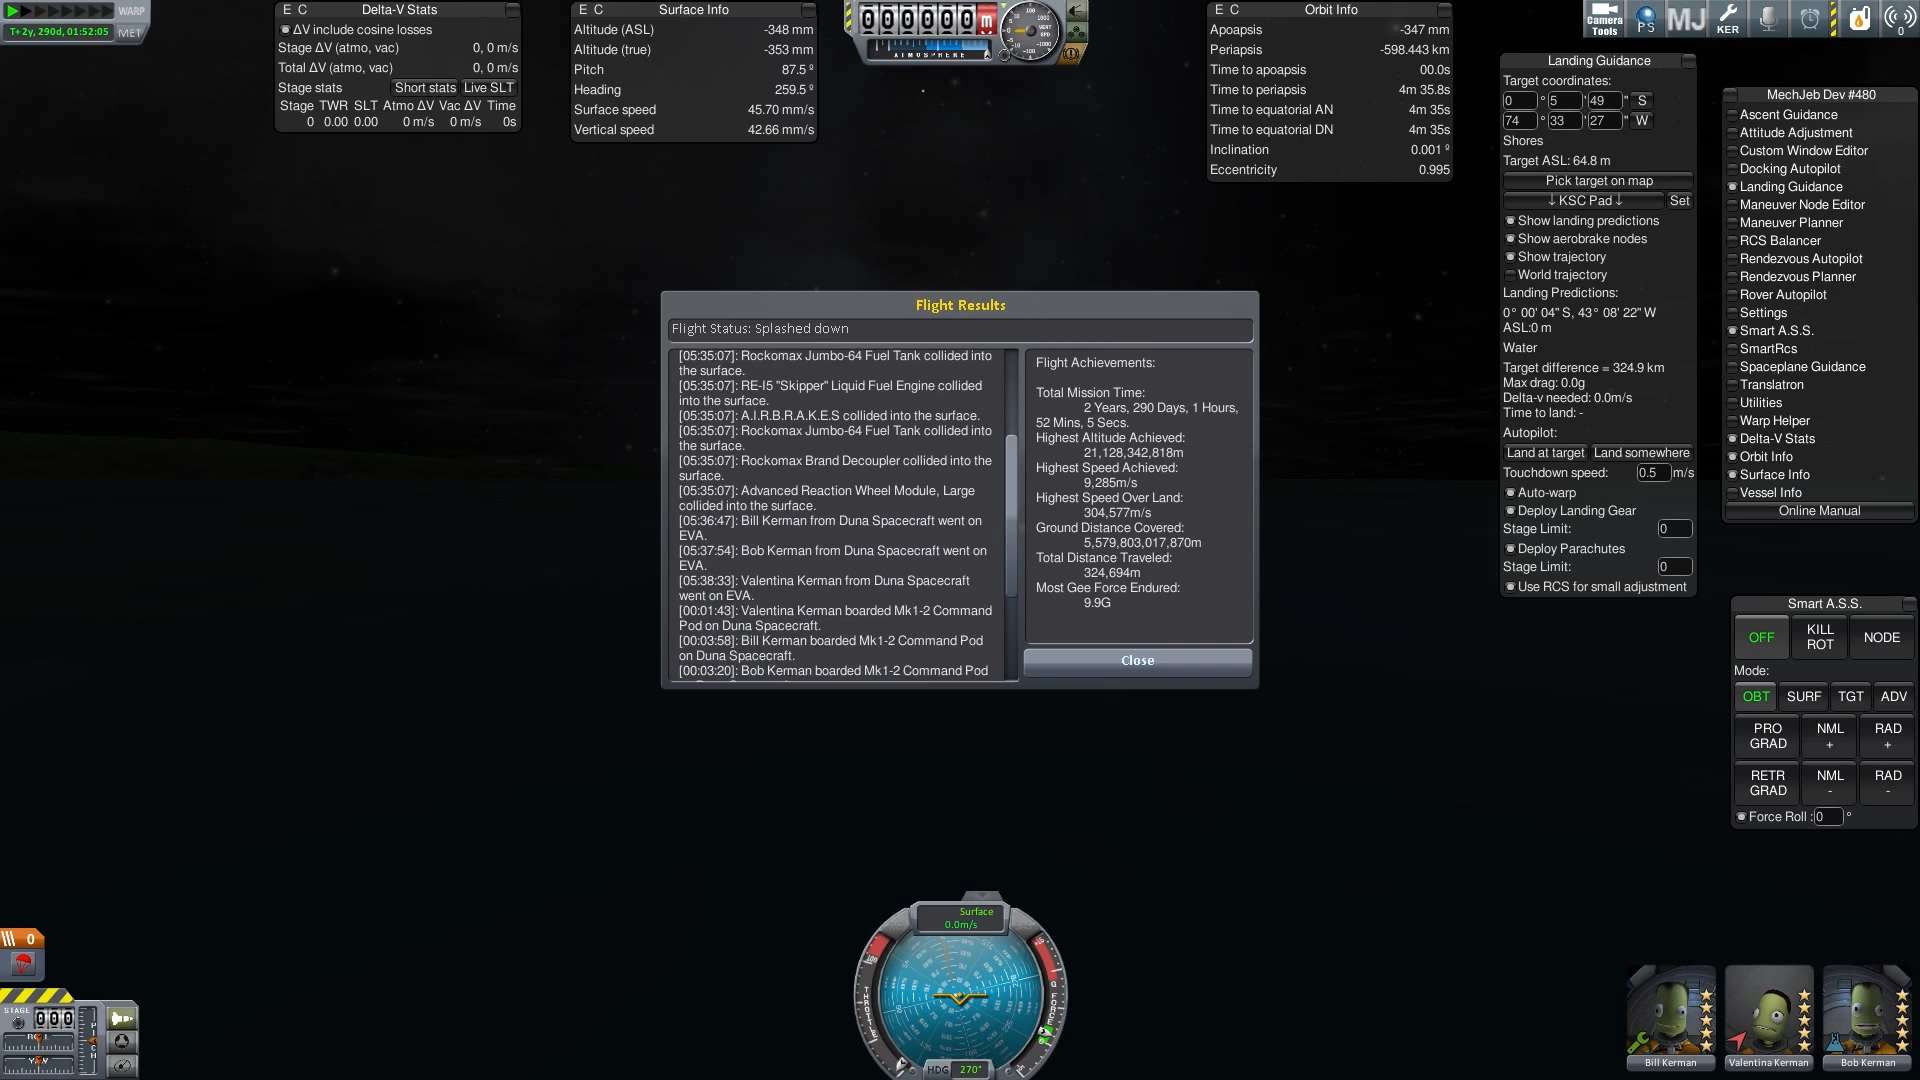 WARP
T+2y, 290d, 01:52:05 MET
E C Delta-V Stats
ΔV include cosine losses
Stage ΔV (atmo, vac) 0, 0 m/s
Total ΔV (atmo, vac) 0, 0 m/s
Stage stats Short stats Live SLT
Stage TWR SLT Atmo ΔV Vac ΔV Time
0 0.00 0.00 0 m/s 0 m/s 0s
E C Surface Info
Altitude (ASL) -348 mm
Altitude (true) -353 mm
Pitch 87.5 º
Heading 259.5 º
Surface speed 45.70 mm/s
Vertical speed 42.66 mm/s
000000 m
ATMOSPHERE
E C Orbit Info
Apoapsis -347 mm
Periapsis -598.443 km
Time to apoapsis 00.0s
Time to periapsis 4m 35.8s
Time to equatorial AN 4m 35s
Time to equatorial DN 4m 35s
Inclination 0.001 º
Eccentricity 0.995
Camera Tools
PS
MJ
KER
0
Landing Guidance
Target coordinates:
0 ° 5 ' 49 " S
74 ° 33 ' 27 " W
Shores
Target ASL: 64.8 m
Pick target on map
↓ KSC Pad ↓ Set
Show landing predictions
Show aerobrake nodes
Show trajectory
World trajectory
Landing Predictions:
0° 00' 04" S, 43° 08' 22" W
ASL:0 m
Water
Target difference = 324.9 km
Max drag: 0.0g
Delta-v needed: 0.0m/s
Time to land: -
Autopilot:
Land at target Land somewhere
Touchdown speed: 0.5 m/s
Auto-warp
Deploy Landing Gear
Stage Limit: 0
Deploy Parachutes
Stage Limit: 0
Use RCS for small adjustment
MechJeb Dev #480
Ascent Guidance
Attitude Adjustment
Custom Window Editor
Docking Autopilot
Landing Guidance
Maneuver Node Editor
Maneuver Planner
RCS Balancer
Rendezvous Autopilot
Rendezvous Planner
Rover Autopilot
Settings
Smart A.S.S.
SmartRcs
Spaceplane Guidance
Translatron
Utilities
Warp Helper
Delta-V Stats
Orbit Info
Surface Info
Vessel Info
Online Manual
Flight Results
Flight Status: Splashed down
[05:35:07]: Rockomax Jumbo-64 Fuel Tank collided into
the surface.
[05:35:07]: RE-I5 "Skipper" Liquid Fuel Engine collided
into the surface.
[05:35:07]: A.I.R.B.R.A.K.E.S collided into the surface.
[05:35:07]: Rockomax Jumbo-64 Fuel Tank collided into
the surface.
[05:35:07]: Rockomax Brand Decoupler collided into the
surface.
[05:35:07]: Advanced Reaction Wheel Module, Large
collided into the surface.
[05:36:47]: Bill Kerman from Duna Spacecraft went on
EVA.
[05:37:54]: Bob Kerman from Duna Spacecraft went on
EVA.
[05:38:33]: Valentina Kerman from Duna Spacecraft
went on EVA.
[00:01:43]: Valentina Kerman boarded Mk1-2 Command
Pod on Duna Spacecraft.
[00:03:58]: Bill Kerman boarded Mk1-2 Command Pod
on Duna Spacecraft.
[00:03:20]: Bob Kerman boarded Mk1-2 Command Pod
Flight Achievements:
Total Mission Time:
2 Years, 290 Days, 1 Hours,
52 Mins, 5 Secs.
Highest Altitude Achieved:
21,128,342,818m
Highest Speed Achieved:
9,285m/s
Highest Speed Over Land:
304,577m/s
Ground Distance Covered:
5,579,803,017,870m
Total Distance Traveled:
324,694m
Most Gee Force Endured:
9.9G
Close
Smart A.S.S.
OFF KILL ROT NODE
Mode:
OBT SURF TGT ADV
PRO GRAD NML + RAD +
RETR GRAD NML - RAD -
Force Roll : 0 °
Surface
0.0m/s
THROTTLE
G FORCE
HDG 270°
0
STAGE 000
ROLL
YAW
PITCH
Bill Kerman
Valentina Kerman
Bob Kerman